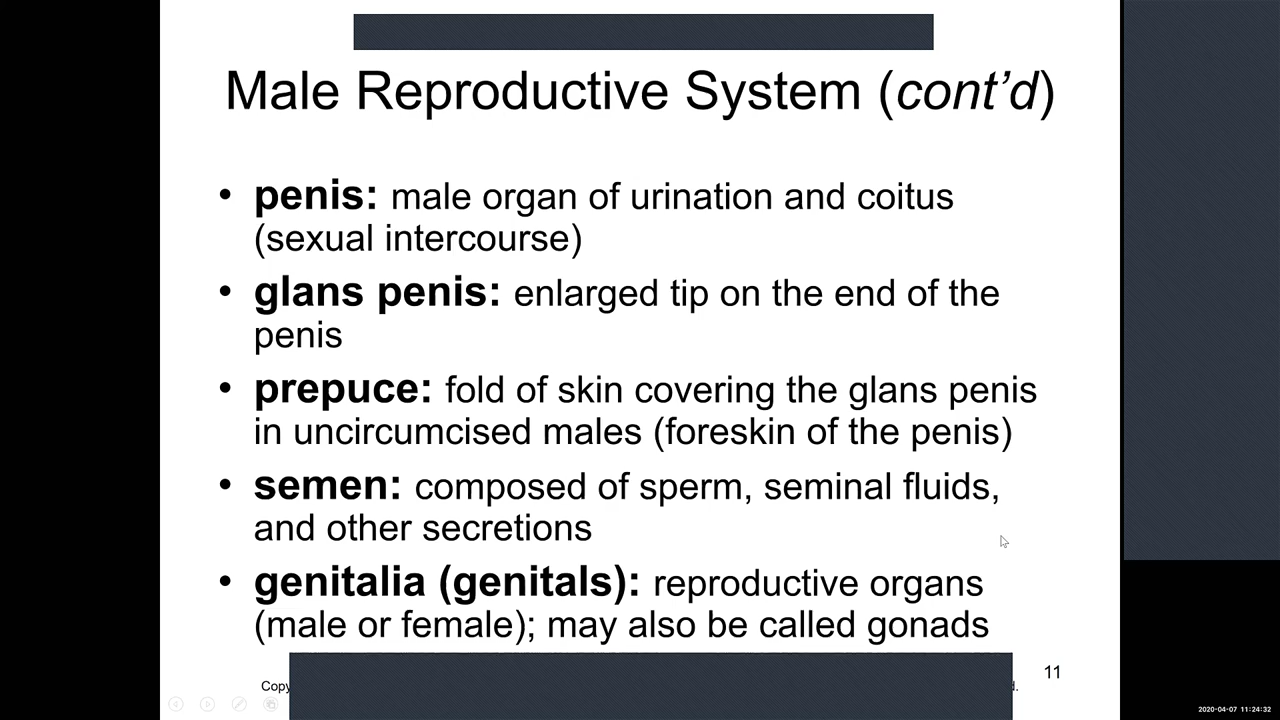 Male Reproductive System (cont’d)
• penis: male organ of urination and coitus
(sexual intercourse)
• glans penis: enlarged tip on the end of the
penis
• prepuce: fold of skin covering the glans penis
in uncircumcised males (foreskin of the penis)
• semen: composed of sperm, seminal fluids,
and other secretions
• genitalia (genitals): reproductive organs
(male or female); may also be called gonads
11
2020-04-07 11:24:32